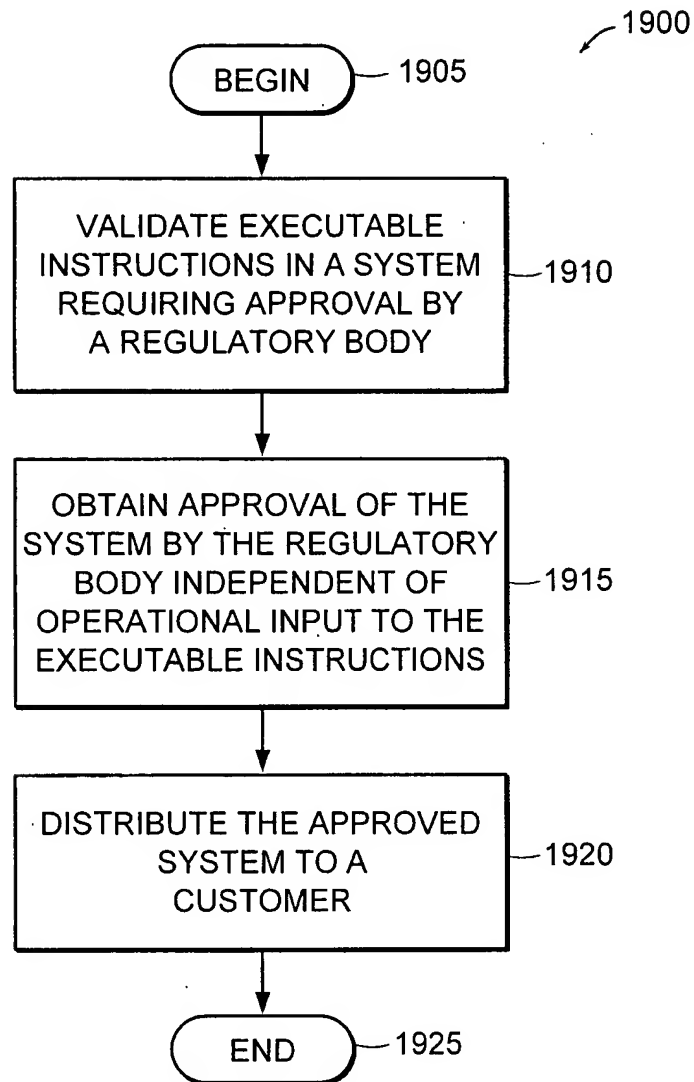 1900
BEGIN
1905
VALIDATE EXECUTABLE
INSTRUCTIONS IN A SYSTEM
REQUIRING APPROVAL BY
A REGULATORY BODY
1910
OBTAIN APPROVAL OF THE
SYSTEM BY THE REGULATORY
BODY INDEPENDENT OF
OPERATIONAL INPUT TO THE
EXECUTABLE INSTRUCTIONS
1915
DISTRIBUTE THE APPROVED
SYSTEM TO A
CUSTOMER
1920
END
1925